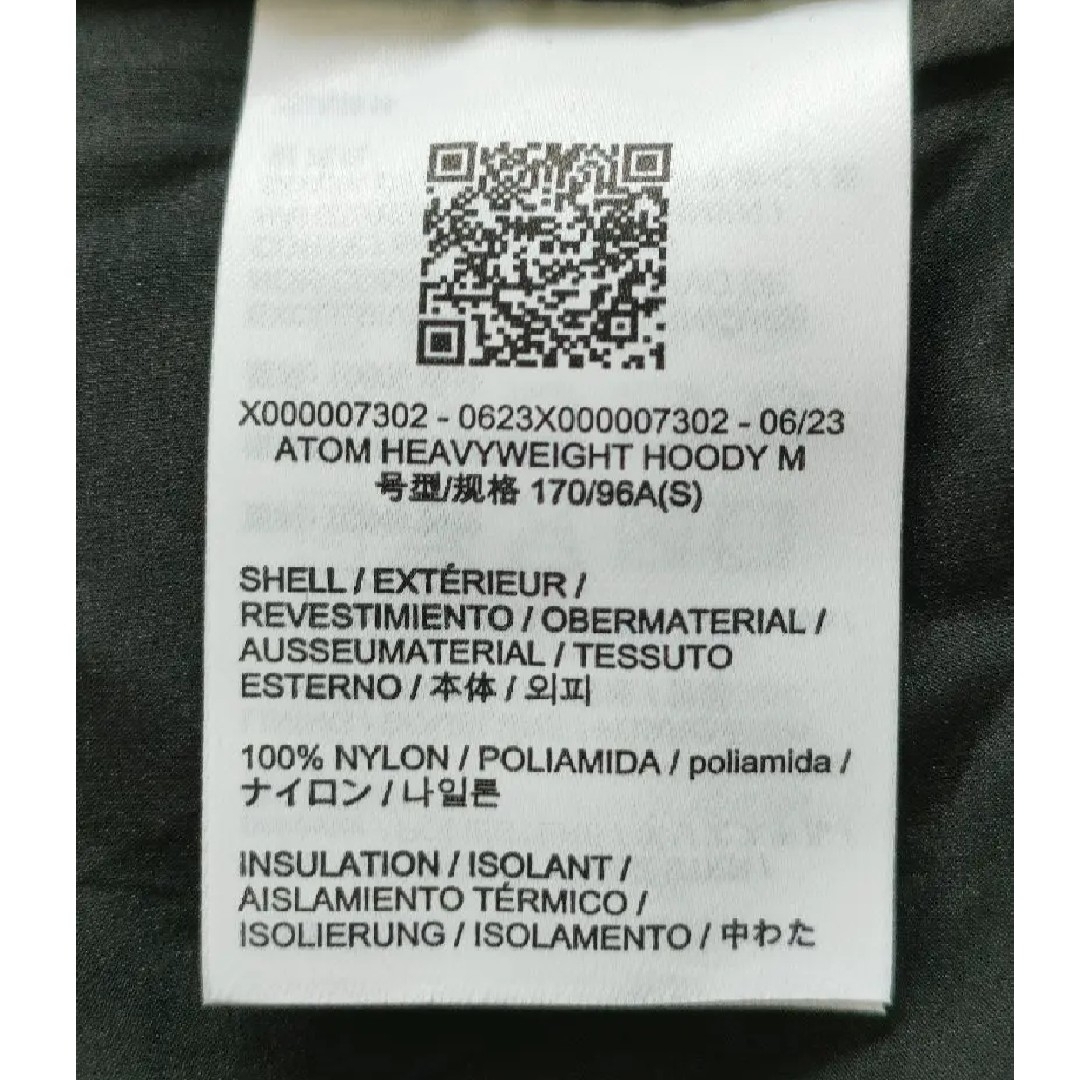 X000007302 - 0623X000007302 - 06/23
ATOM HEAVYWEIGHT HOODY M
号型/规格 170/96A(S)
SHELL / EXTÉRIEUR /
REVESTIMIENTO / OBERMATERIAL /
AUSSEUMATERIAL / TESSUTO
ESTERNO / 本体 / 외피
100% NYLON / POLIAMIDA / poliamida /
ナイロン / 나일론
INSULATION / ISOLANT /
AISLAMIENTO TÉRMICO /
ISOLIERUNG / ISOLAMENTO / 中わた